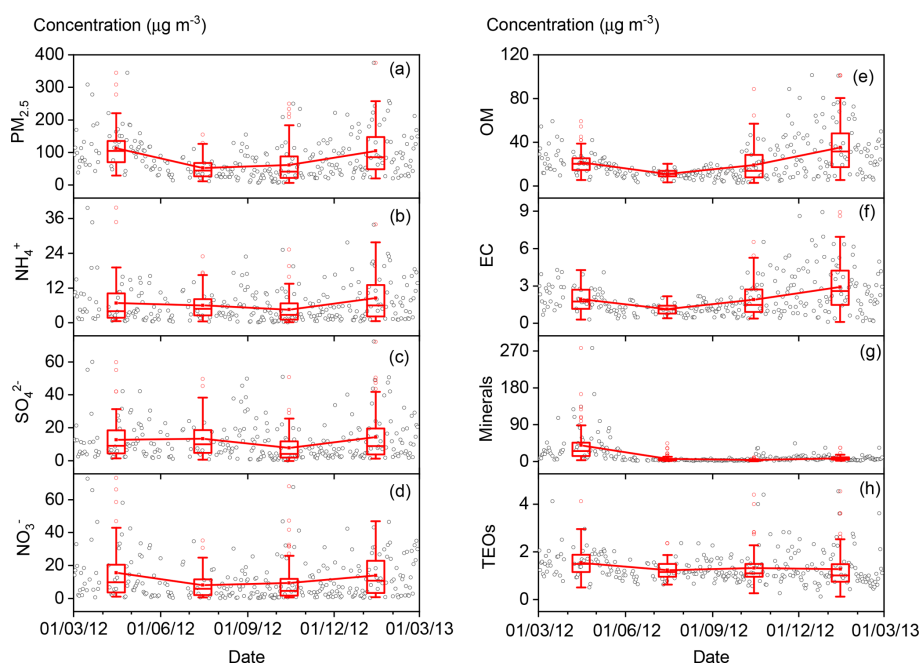 Concentration (μg m-3)
400
300
200
100
0
PM2.5
(a)
36
24
12
0
NH4+
(b)
60
40
20
0
SO42-
(c)
60
40
20
0
NO3-
(d)
01/03/12 01/06/12 01/09/12 01/12/12 01/03/13
Date
Concentration (μg m-3)
120
80
40
0
OM
(e)
9
6
3
0
EC
(f)
270
180
90
0
Minerals
(g)
4
2
0
TEOs
(h)
01/03/12 01/06/12 01/09/12 01/12/12 01/03/13
Date